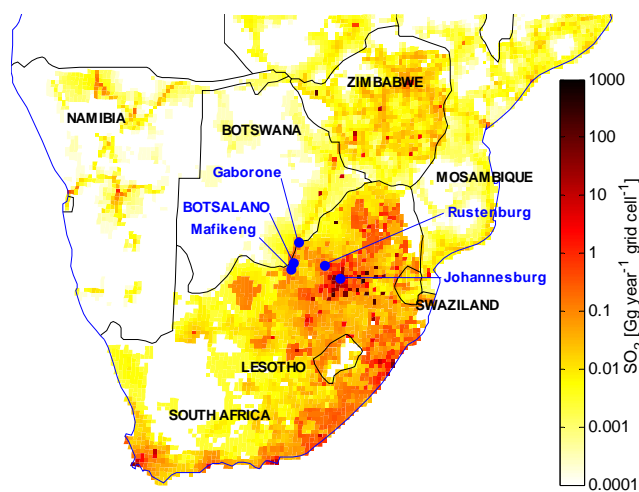 ZIMBABWE
NAMIBIA
BOTSWANA
Gaborone
MOSAMBIQUE
BOTSALANO
Rustenburg
Mafikeng
Johannesburg
SWAZILAND
LESOTHO
SOUTH AFRICA
1000
100
10
1
0.1
0.01
0.001
0.0001
SO2 [Gg year-1 grid cell-1]